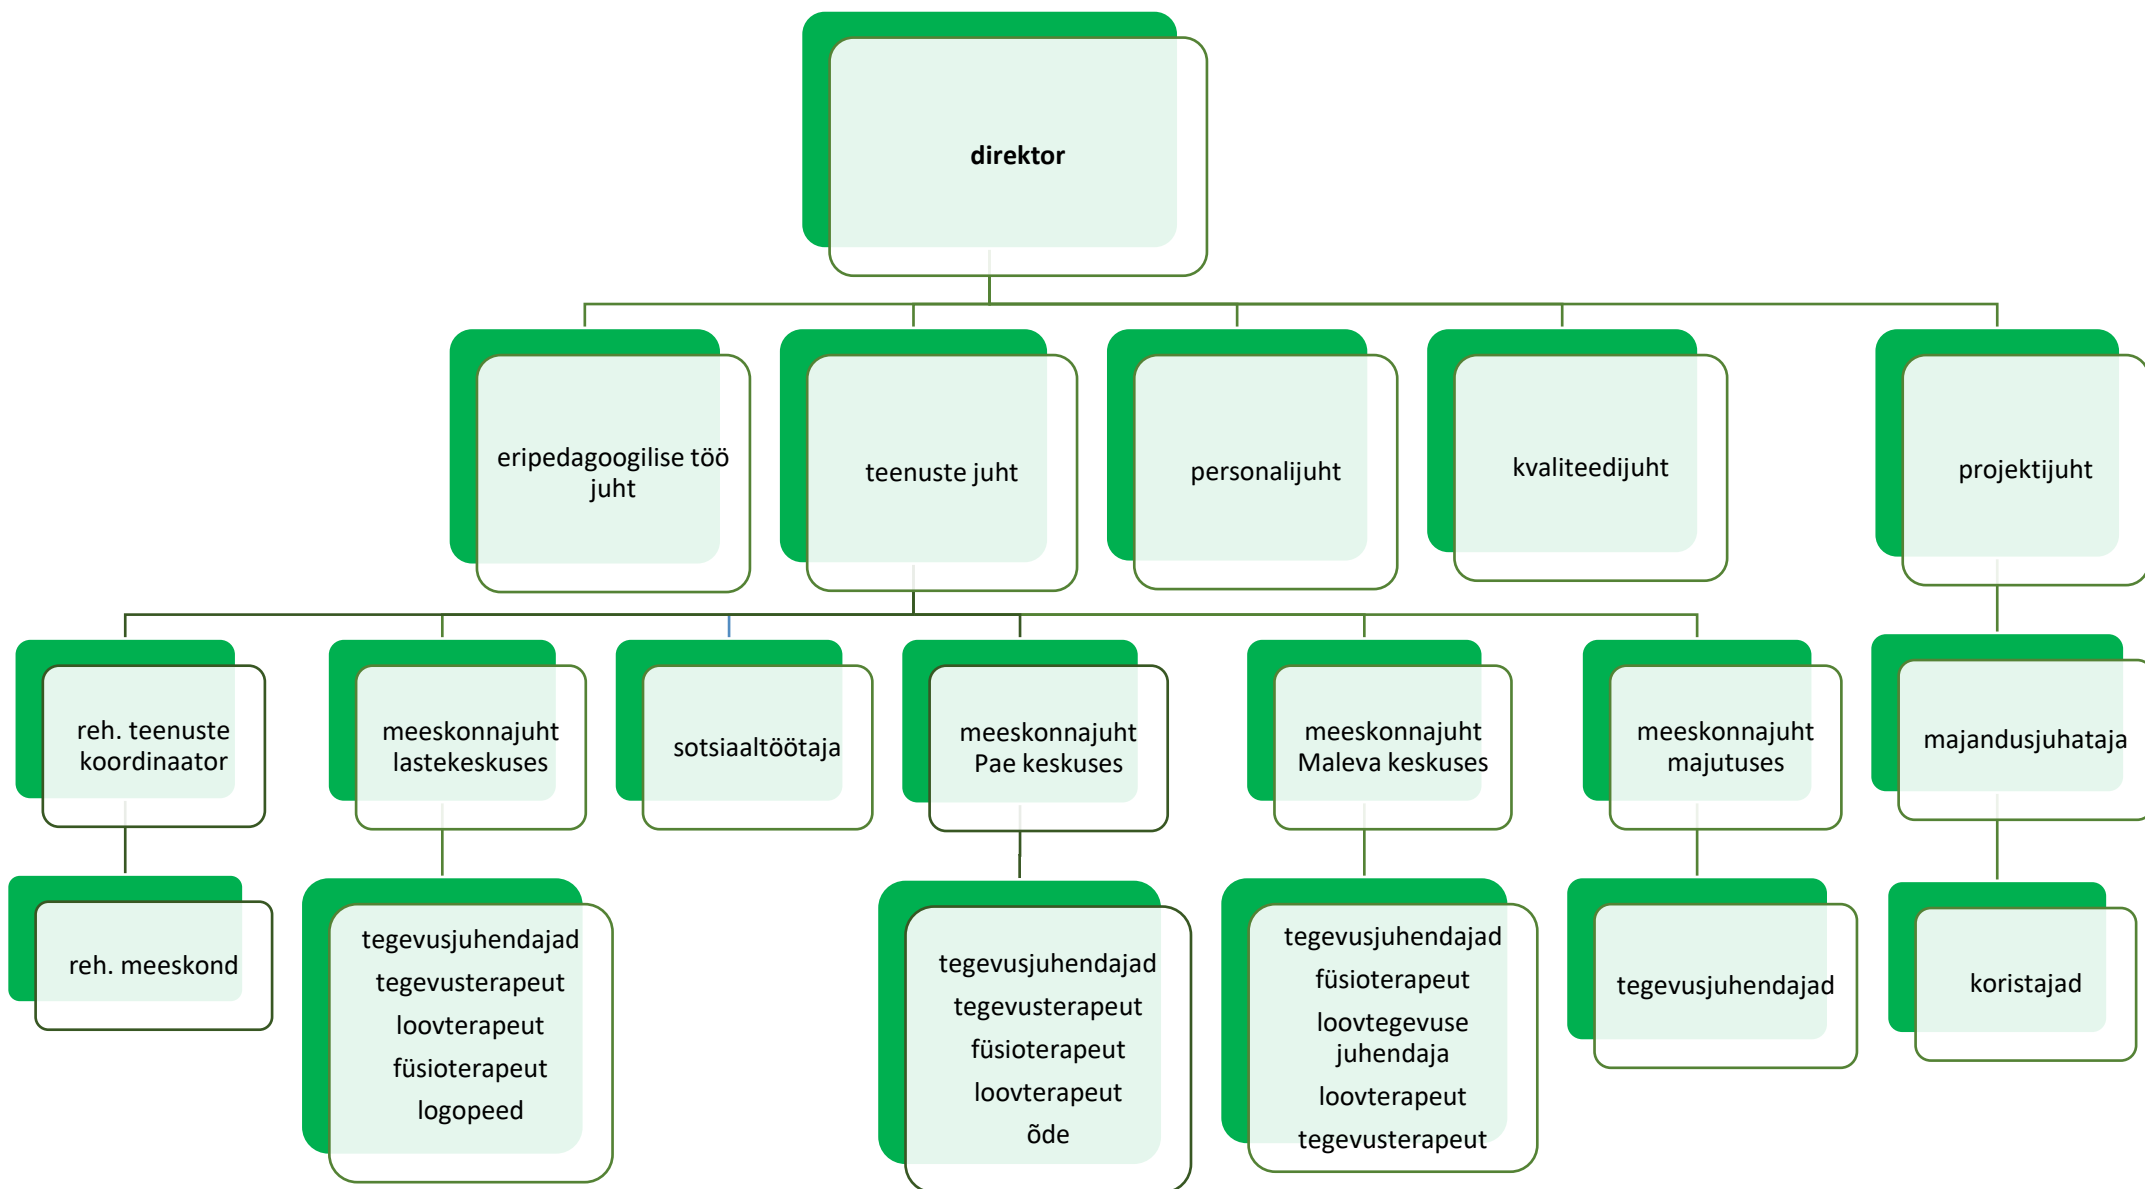 direktor
eripedagoogilise töö
juht
teenuste juht
personalijuht
kvaliteedijuht
projektijuht
reh. teenuste
koordinaator
meeskonnajuht
lastekeskuses
sotsiaaltöötaja
meeskonnajuht
Pae keskuses
meeskonnajuht
Maleva keskuses
meeskonnajuht
majutuses
majandusjuhataja
reh. meeskond
tegevusjuhendajad
tegevusterapeut
loovterapeut
füsioterapeut
logopeed
tegevusjuhendajad
tegevusterapeut
füsioterapeut
loovterapeut
õde
tegevusjuhendajad
füsioterapeut
loovtegevuse
juhendaja
loovterapeut
tegevusterapeut
tegevusjuhendajad
koristajad